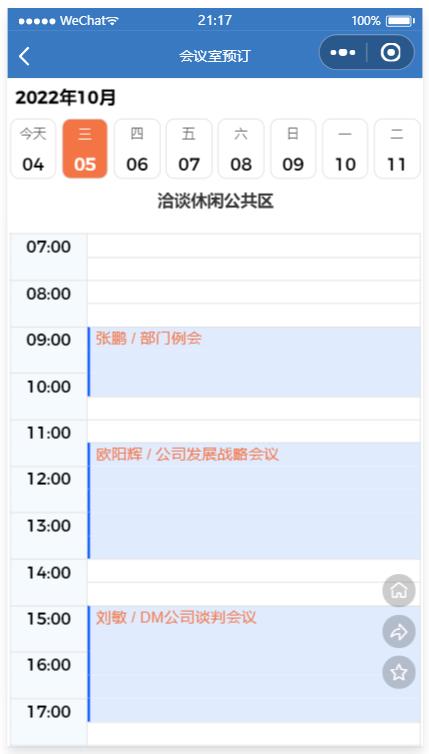 WeChat 21:17 100%
会议室预订
2022年10月
今天 三 四 五 六 日 一 二
04 05 06 07 08 09 10 11
洽谈休闲公共区
07:00
08:00
09:00 张鹏 / 部门例会
10:00
11:00
欧阳辉 / 公司发展战略会议
12:00
13:00
14:00
15:00 刘敏 / DM公司谈判会议
16:00
17:00